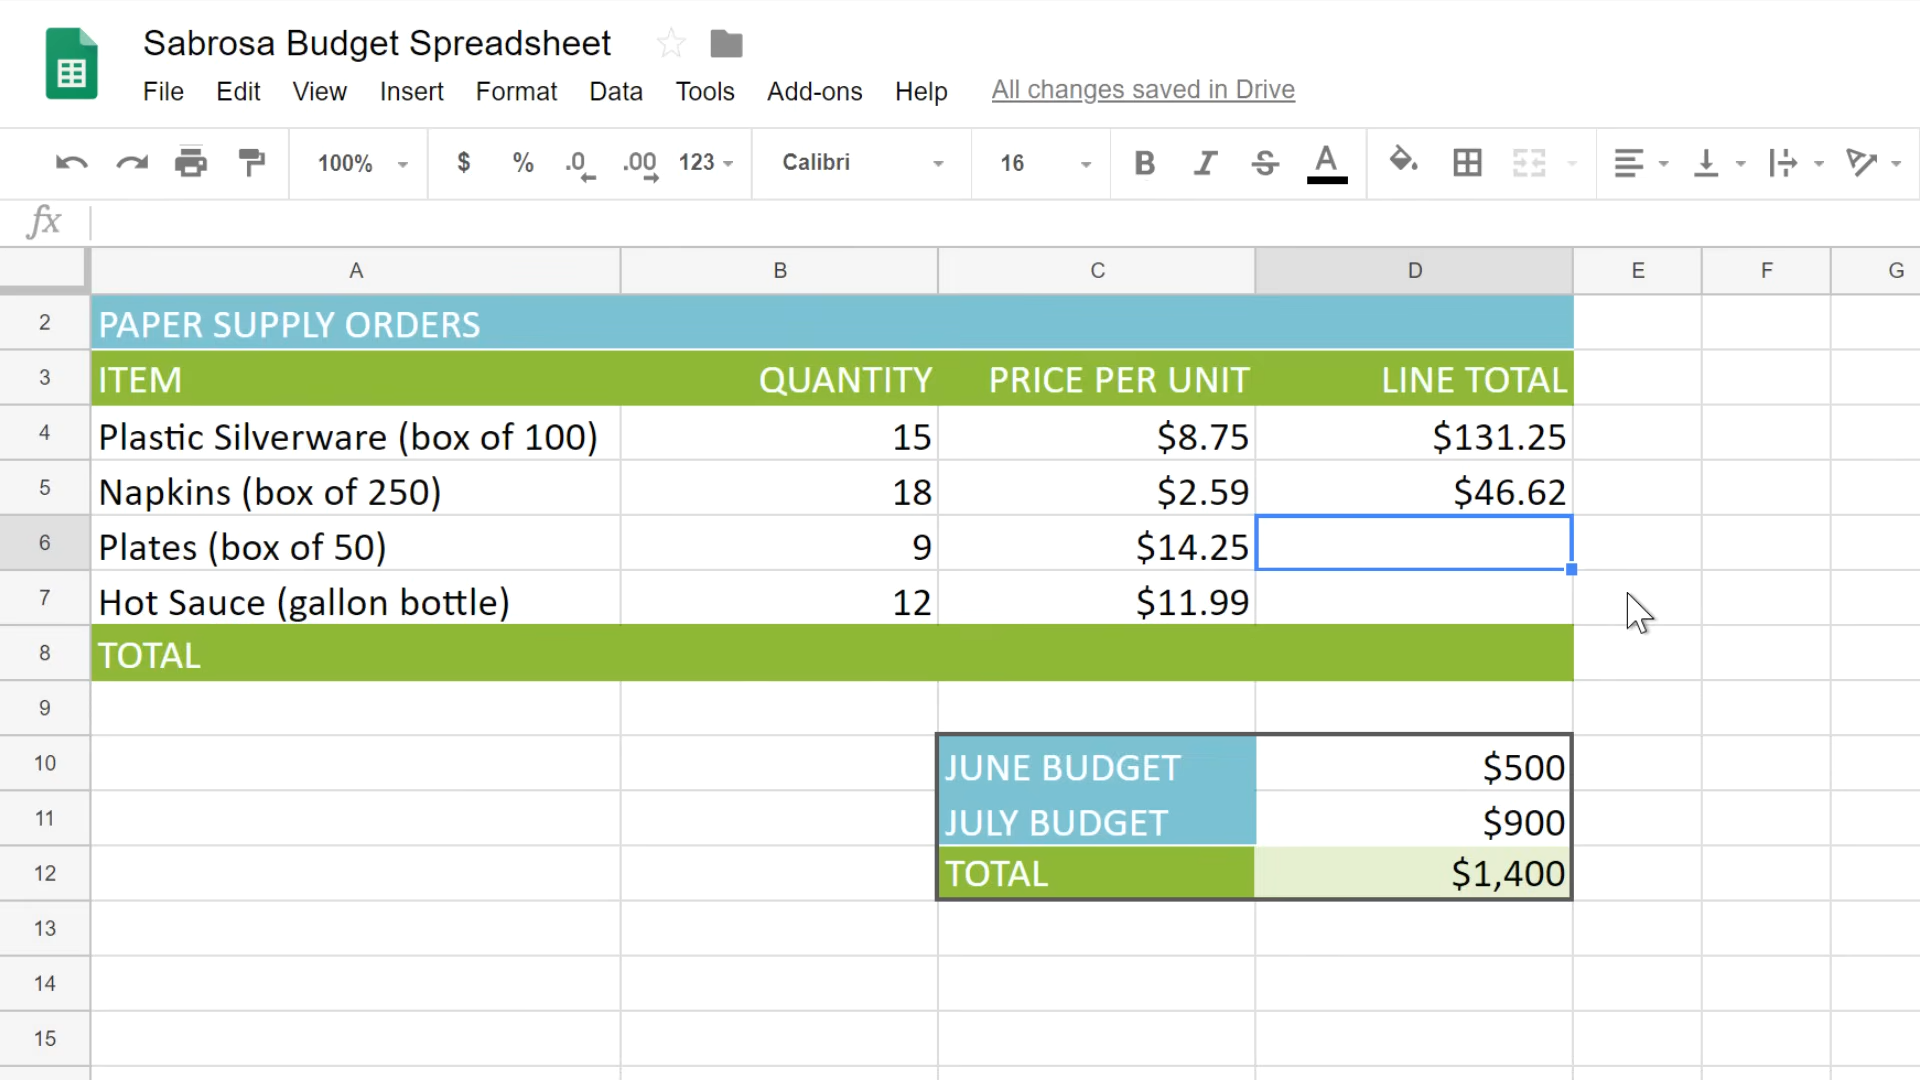 Sabrosa Budget Spreadsheet
File Edit View Insert Format Data Tools Add-ons Help All changes saved in Drive
100% $ % .0 .00 123 Calibri 16 B I S A
fx
A B C D E F G
2 PAPER SUPPLY ORDERS
3 ITEM QUANTITY PRICE PER UNIT LINE TOTAL
4 Plastic Silverware (box of 100) 15 $8.75 $131.25
5 Napkins (box of 250) 18 $2.59 $46.62
6 Plates (box of 50) 9 $14.25
7 Hot Sauce (gallon bottle) 12 $11.99
8 TOTAL
9
10 JUNE BUDGET $500
11 JULY BUDGET $900
12 TOTAL $1,400
13
14
15